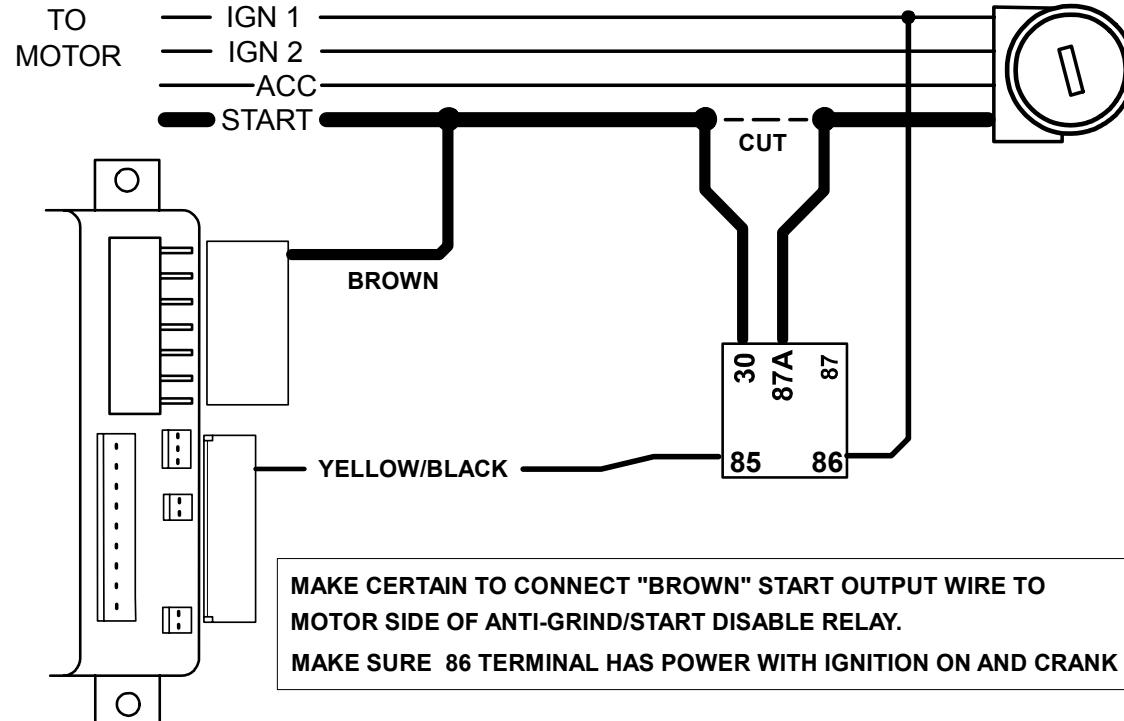 TO
MOTOR
IGN 1
IGN 2
ACC
START
CUT
BROWN
30
87A
87
85
86
YELLOW/BLACK
MAKE CERTAIN TO CONNECT "BROWN" START OUTPUT WIRE TO
MOTOR SIDE OF ANTI-GRIND/START DISABLE RELAY.
MAKE SURE 86 TERMINAL HAS POWER WITH IGNITION ON AND CRANK